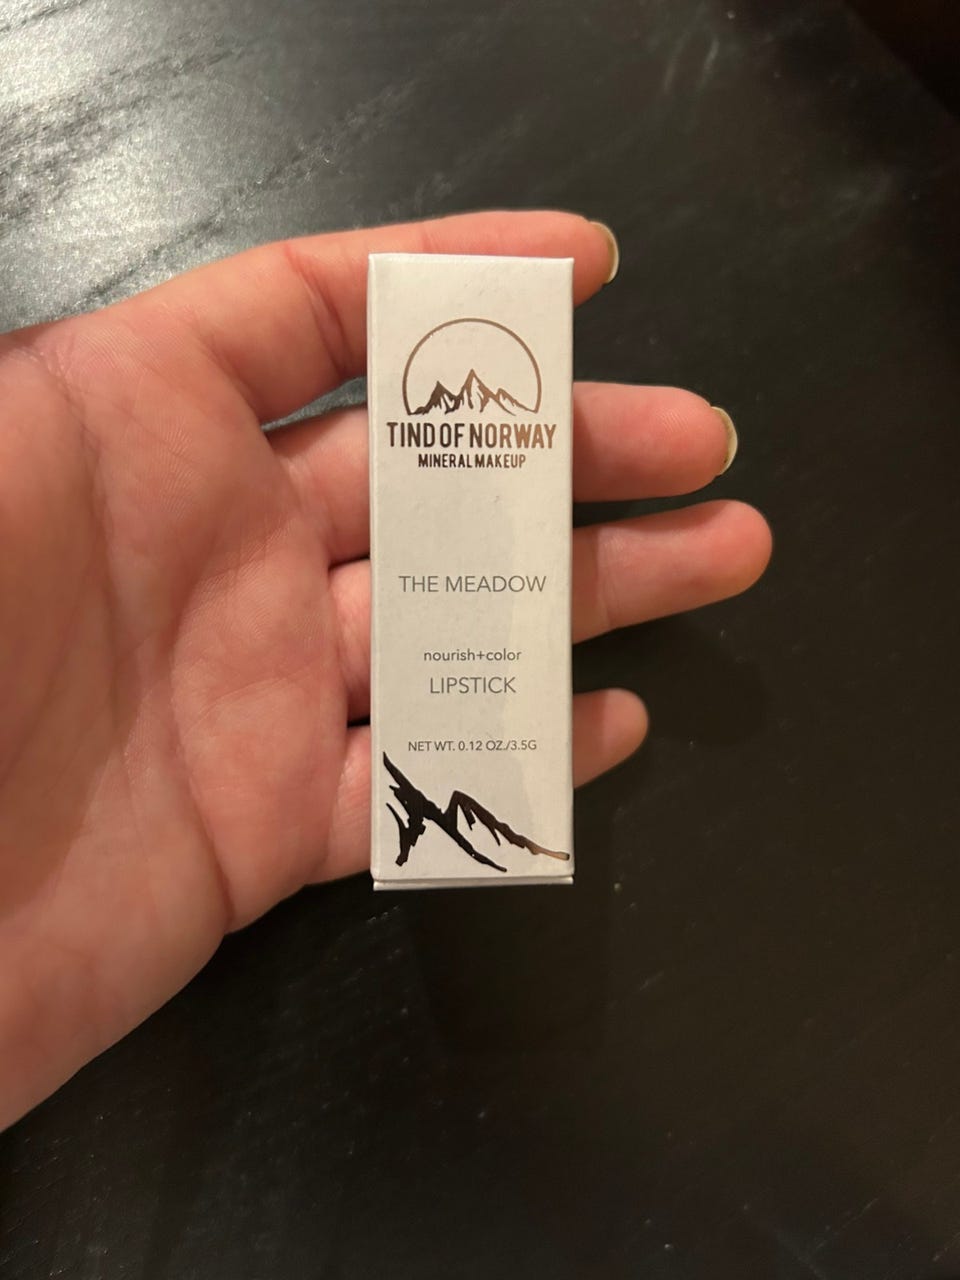 TIND OF NORWAY
MINERAL MAKEUP
THE MEADOW
nourish+color
LIPSTICK
NET WT. 0.12 OZ./3.5G